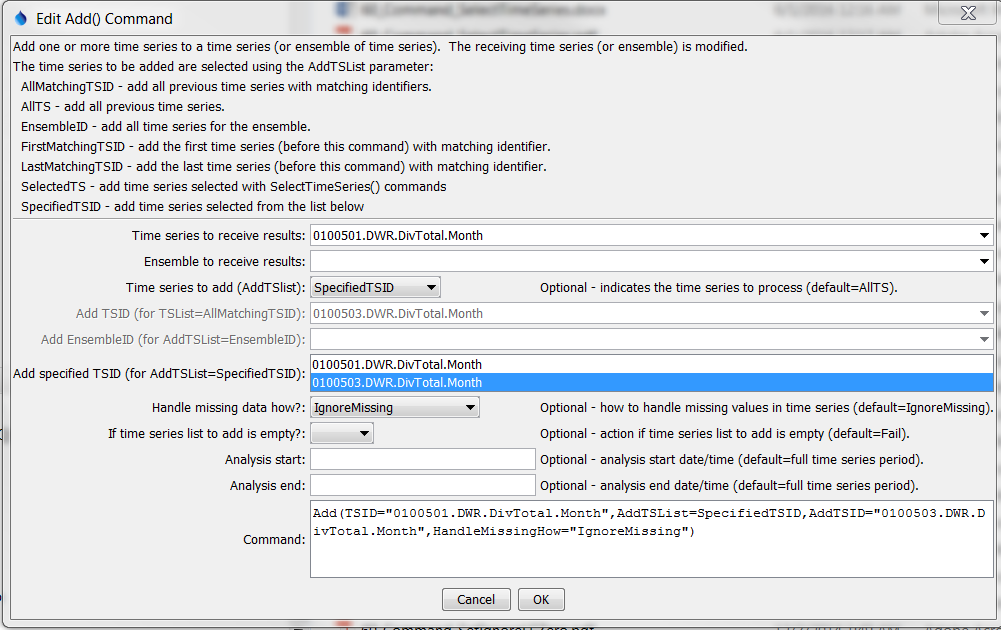 60_Command_SelectTimeSeries.docx
Edit Add() Command
Add one or more time series to a time series (or ensemble of time series).  The receiving time series (or ensemble) is modified.
The time series to be added are selected using the AddTSList parameter:
AllMatchingTSID - add all previous time series with matching identifiers.
AllTS - add all previous time series.
EnsembleID - add all time series for the ensemble.
FirstMatchingTSID - add the first time series (before this command) with matching identifier.
LastMatchingTSID - add the last time series (before this command) with matching identifier.
SelectedTS - add time series selected with SelectTimeSeries() commands
SpecifiedTSID - add time series selected from the list below
Time series to receive results: 0100501.DWR.DivTotal.Month
Ensemble to receive results:
Time series to add (AddTSlist): SpecifiedTSID Optional - indicates the time series to process (default=AllTS).
Add TSID (for TSList=AllMatchingTSID): 0100503.DWR.DivTotal.Month
Add EnsembleID (for AddTSList=EnsembleID):
0100501.DWR.DivTotal.Month
Add specified TSID (for AddTSList=SpecifiedTSID):
0100503.DWR.DivTotal.Month
Handle missing data how?: IgnoreMissing Optional - how to handle missing values in time series (default=IgnoreMissing).
If time series list to add is empty?: Optional - action if time series list to add is empty (default=Fail).
Analysis start: Optional - analysis start date/time (default=full time series period).
Analysis end: Optional - analysis end date/time (default=full time series period).
Add(TSID="0100501.DWR.DivTotal.Month",AddTSList=SpecifiedTSID,AddTSID="0100503.DWR.D
ivTotal.Month",HandleMissingHow="IgnoreMissing")
Command:
Cancel OK